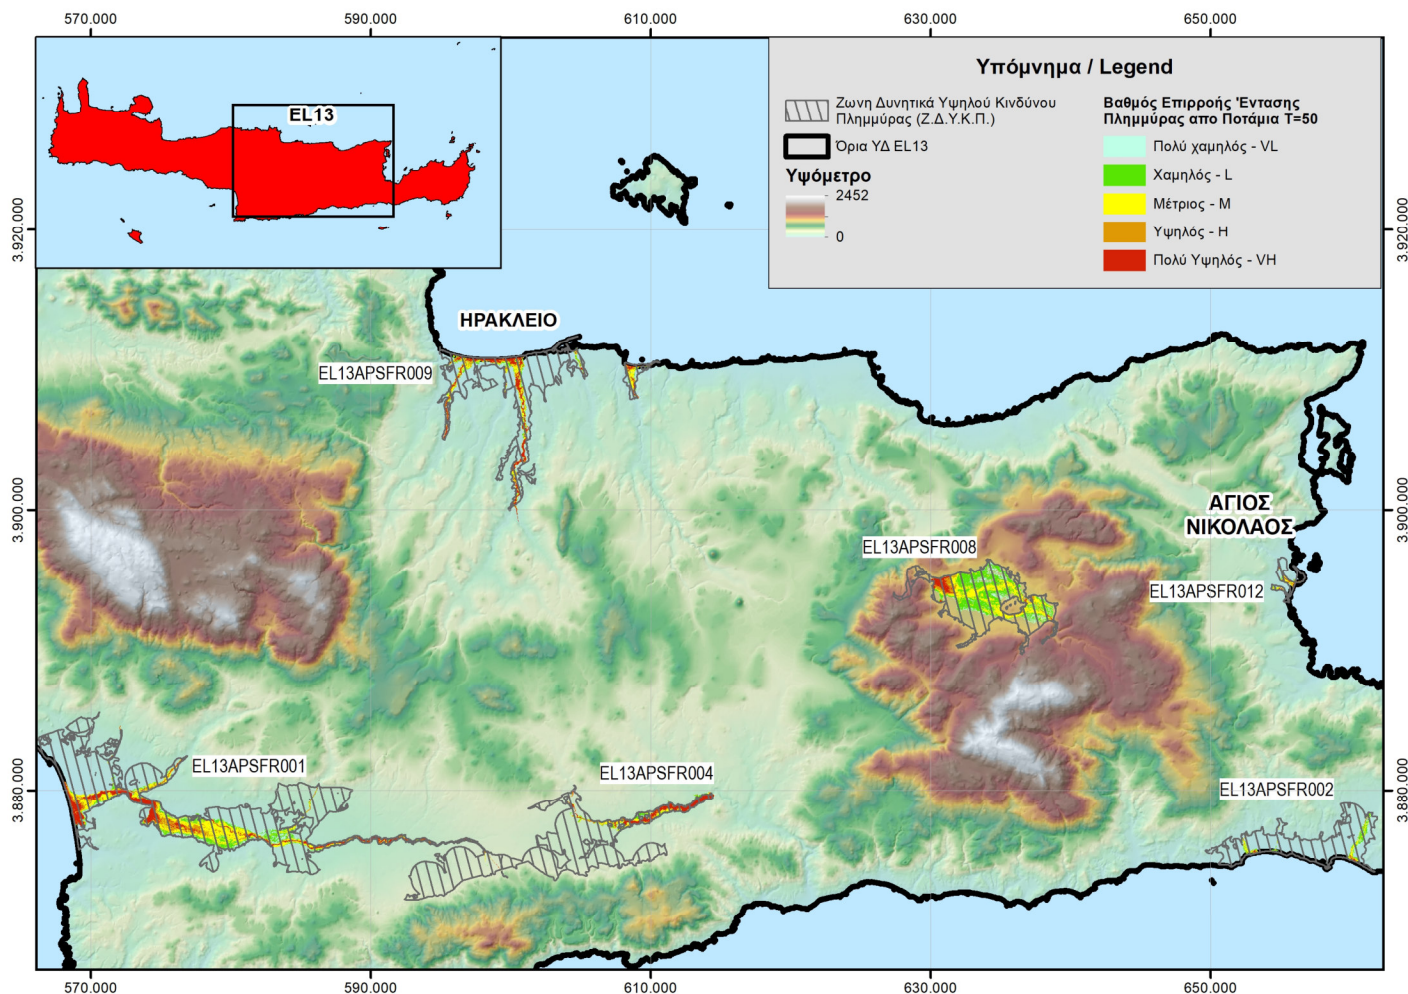 570.000
590.000
610.000
630.000
650.000
EL13
Υπόμνημα / Legend
Ζωνη Δυνητικά Υψηλού Κινδύνου
Πλημμύρας (Ζ.Δ.Υ.Κ.Π.)
Όρια ΥΔ EL13
Υψόμετρο
2452
0
Βαθμός Επιρροής Έντασης
Πλημμύρας απο Ποτάμια T=50
Πολύ χαμηλός - VL
Χαμηλός - L
Μέτριος - M
Υψηλός - H
Πολύ Υψηλός - VH
3.920.000
3.920.000
ΗΡΑΚΛΕΙΟ
EL13APSFR009
3.900.000
3.900.000
ΑΓΙΟΣ
ΝΙΚΟΛΑΟΣ
EL13APSFR008
EL13APSFR012
EL13APSFR001
EL13APSFR004
EL13APSFR002
3.880.000
3.880.000
570.000
590.000
610.000
630.000
650.000